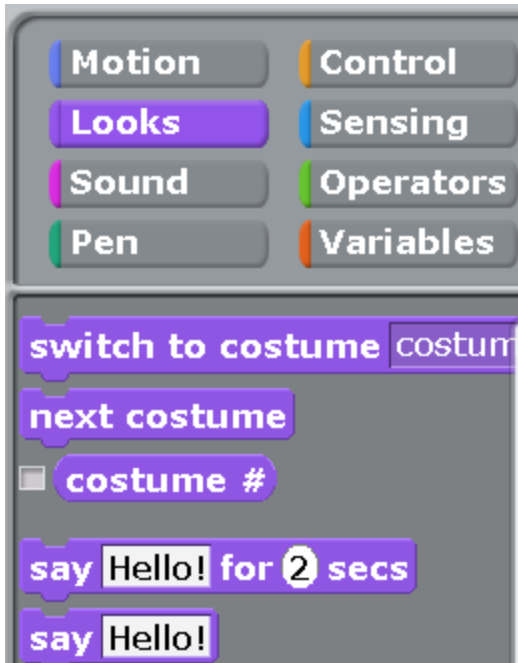 Motion Control
Looks Sensing
Sound Operators
Pen Variables
switch to costume costum
next costume
costume #
say Hello! for 2 secs
say Hello!